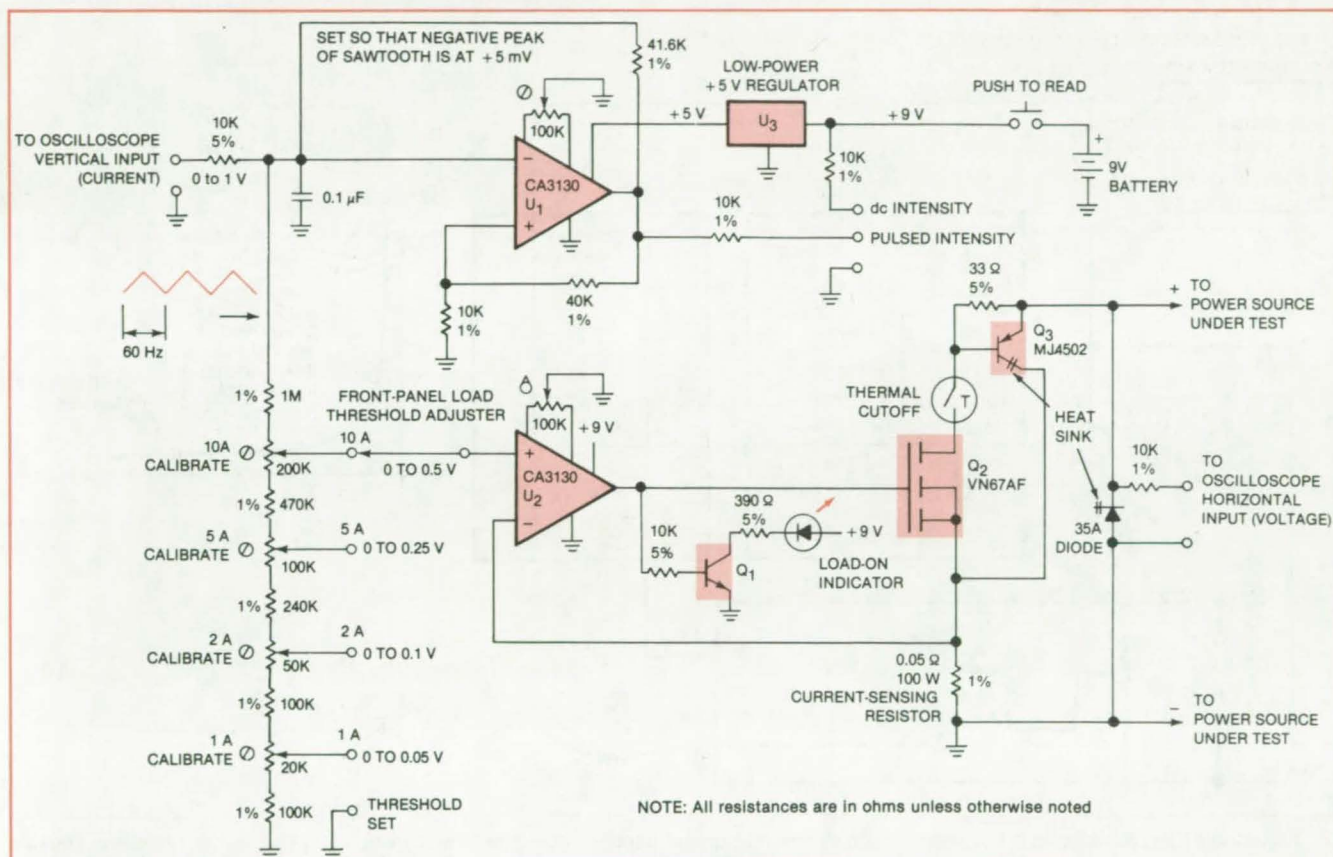 SET SO THAT NEGATIVE PEAK
OF SAWTOOTH IS AT +5 mV
41.6K
1%
LOW-POWER
+5 V REGULATOR
PUSH TO READ
TO OSCILLOSCOPE
VERTICAL INPUT
(CURRENT)
10K
5%
0 to 1 V
0.1 µF
100K
−
CA3130
U1
+
+5 V
U3
+9 V
+
9V
BATTERY
10K
1%
dc INTENSITY
10K
1%
PULSED INTENSITY
40K
1%
10K
1%
60 Hz
33 Ω
5%
+ TO
POWER SOURCE
UNDER TEST
Q3
MJ4502
THERMAL
CUTOFF
T
HEAT
SINK
1% 1M
FRONT-PANEL LOAD
THRESHOLD ADJUSTER
100K
+9 V
10A
CALIBRATE
200K
10 A
0 TO 0.5 V
+
CA3130
U2
−
1% 470K
5 A
CALIBRATE
100K
5 A
0 TO 0.25 V
10K
5%
Q1
390 Ω
5%
+9 V
LOAD-ON
INDICATOR
Q2
VN67AF
35A
DIODE
10K
1%
TO
OSCILLOSCOPE
HORIZONTAL
INPUT (VOLTAGE)
1% 240K
2 A
CALIBRATE
50K
2 A
0 TO 0.1 V
1% 100K
1 A
CALIBRATE
20K
1 A
0 TO 0.05 V
1% 100K
THRESHOLD
SET
0.05 Ω
100 W
1%
CURRENT-SENSING
RESISTOR
− TO
POWER SOURCE
UNDER TEST
NOTE: All resistances are in ohms unless otherwise noted